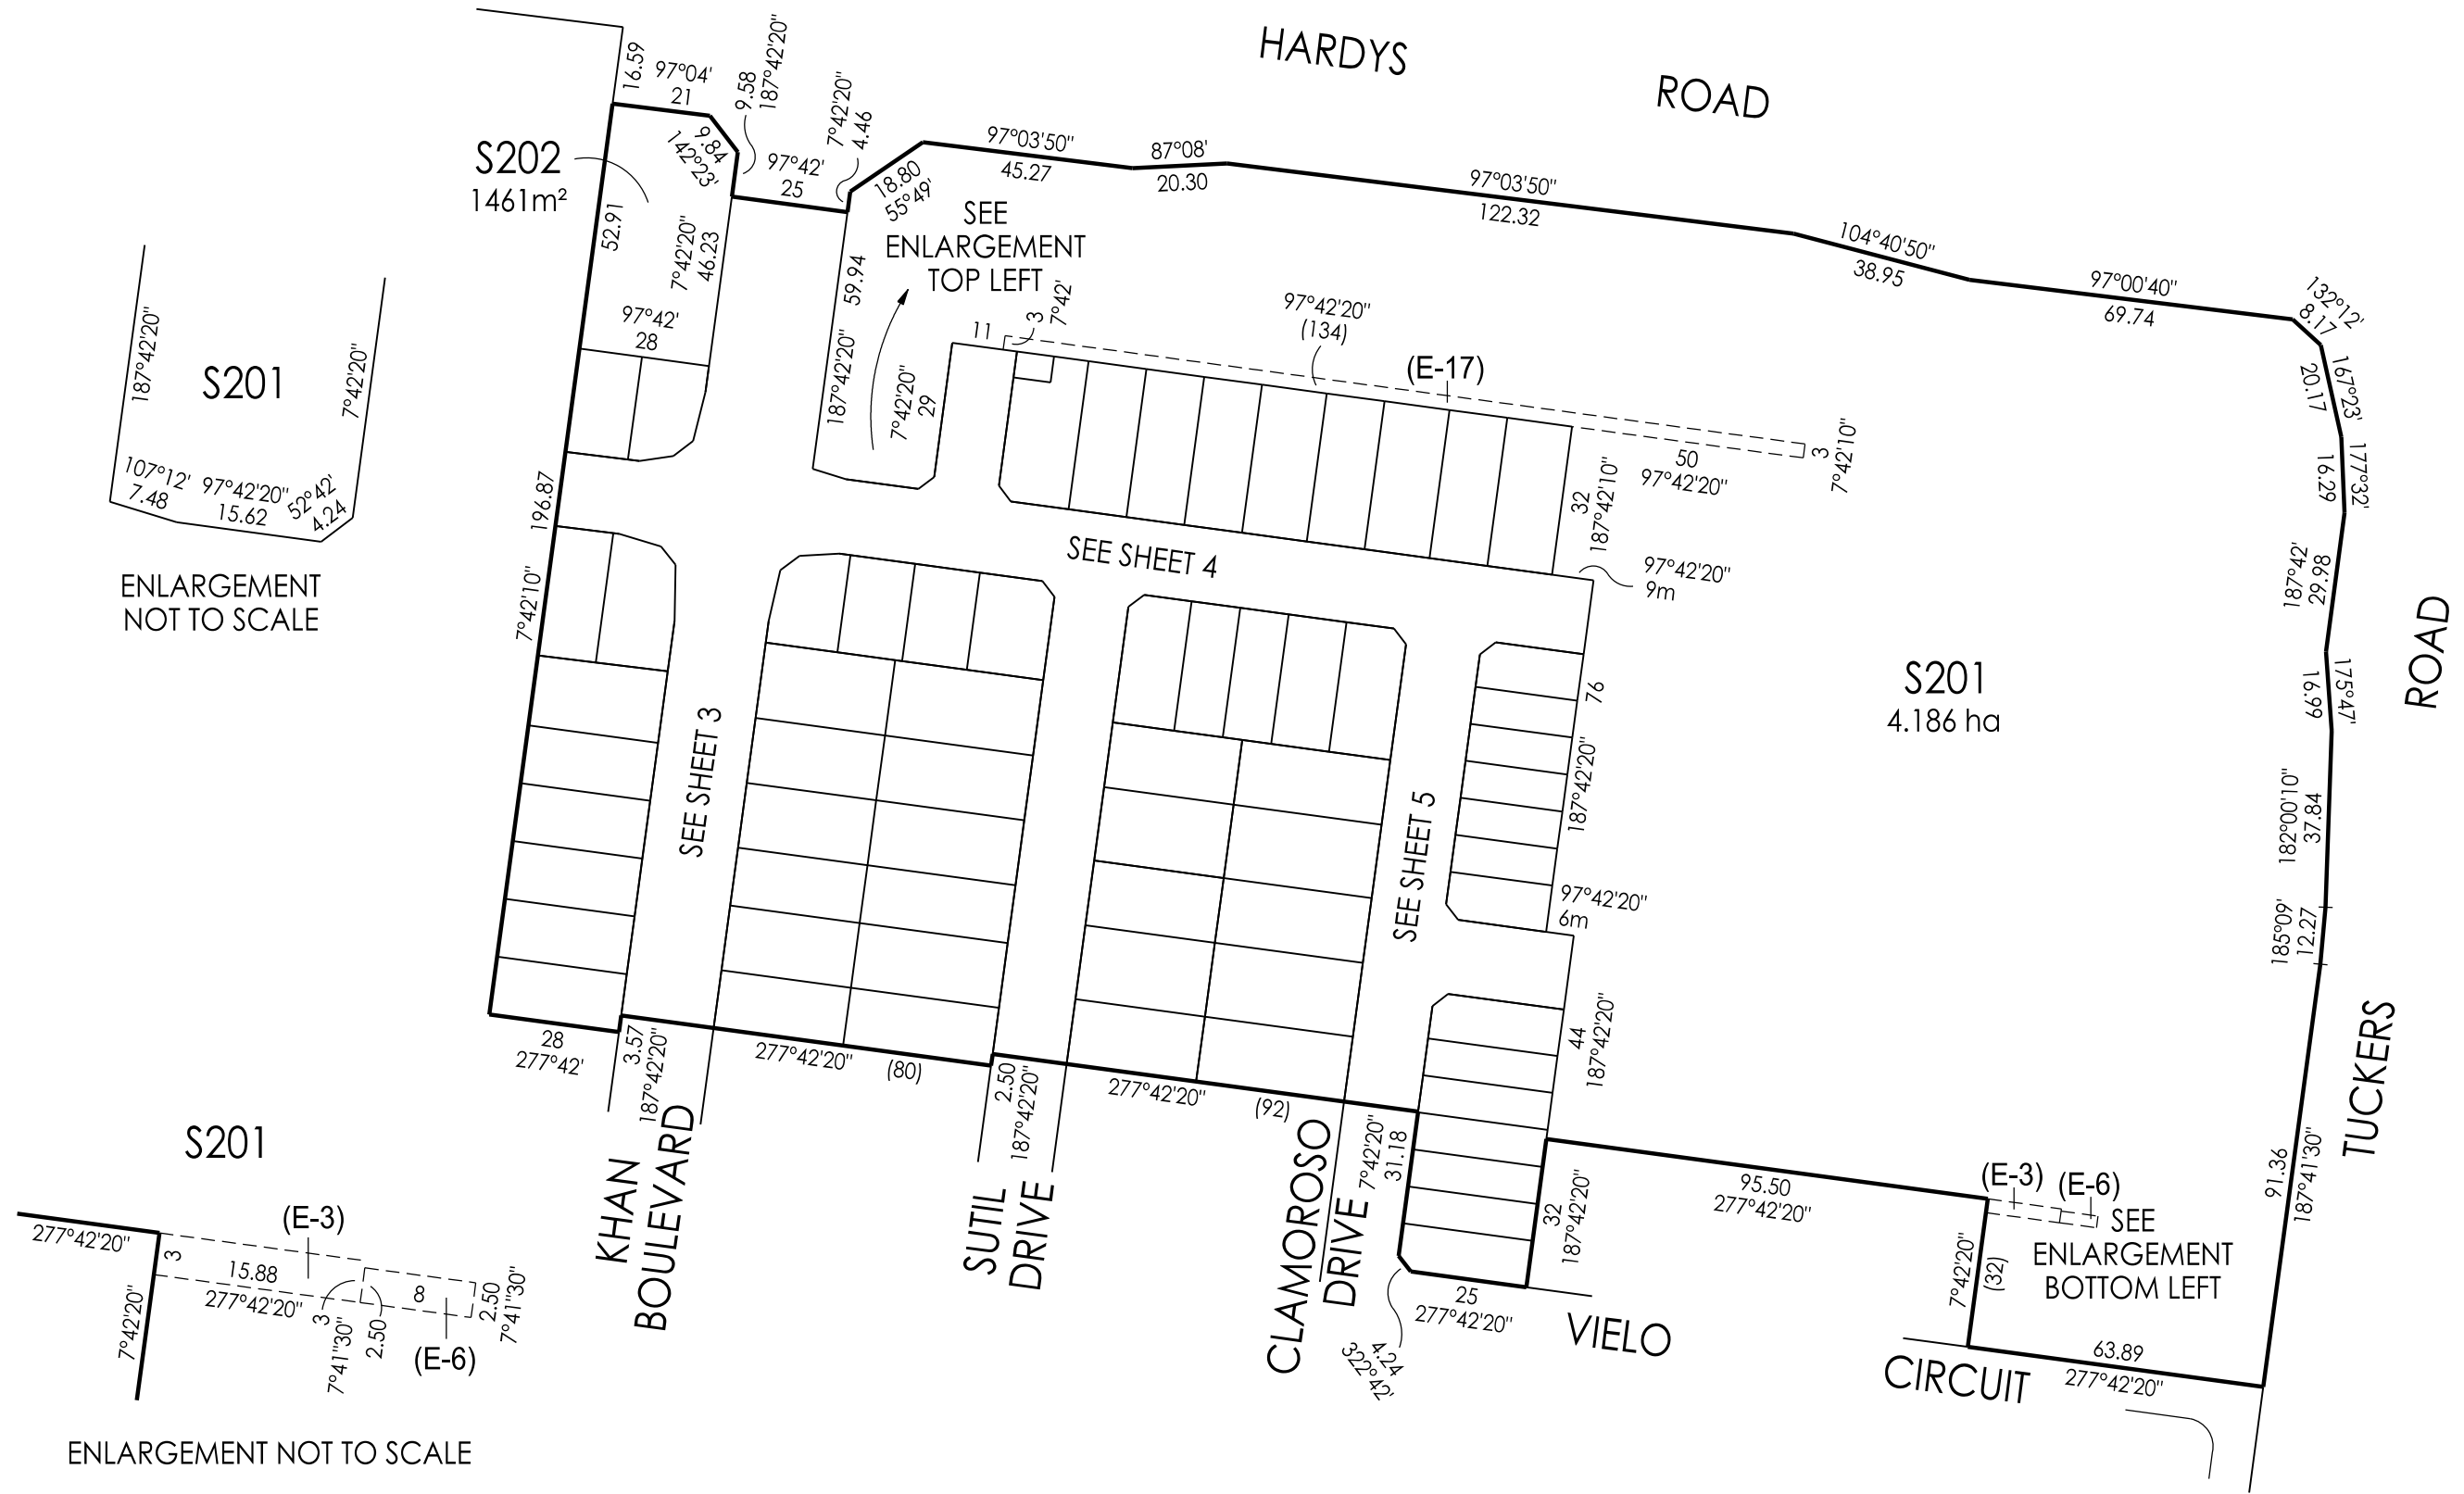 HARDYS
ROAD
16.59
97°04'
21
9.58
187°42'20"
9.84
142°23'
97°42'
25
7°42'20"
4.46
18.80
55°49'
97°03'50"
45.27
87°08'
20.30
97°03'50"
122.32
104°40'50"
38.95
97°00'40"
69.74
132°12'
8.17
S202
1461m²
52.91
7°42'20"
46.23
97°42'
28
SEE
ENLARGEMENT
TOP LEFT
59.94
187°42'20"
7°42'20"
29
11
3
7°42'
97°42'20"
(134)
(E-17)
50
97°42'20"
3
7°42'10"
32
187°42'10"
97°42'20"
9m
167°23'
20.17
177°32'
16.29
187°42'
29.98
175°47'
16.99
182°00'10"
37.84
185°09'
12.27
91.36
187°41'30"
ROAD
TUCKERS
187°42'20"
S201
7°42'20"
107°12'
7.48
97°42'20"
15.62
52°42'
4.24
ENLARGEMENT
NOT TO SCALE
196.87
7°42'10"
SEE SHEET 4
SEE SHEET 3
SEE SHEET 5
76
187°42'20"
S201
4.186 ha
97°42'20"
6m
44
187°42'20"
28
277°42'
3.57
187°42'20"
277°42'20"
(80)
2.50
187°42'20"
277°42'20"
(92)
7°42'20"
31.18
32
187°42'20"
95.50
277°42'20"
(E-3)
(E-6)
SEE
ENLARGEMENT
BOTTOM LEFT
7°42'20"
(32)
63.89
277°42'20"
25
277°42'20"
4.24
322°42'
KHAN
BOULEVARD
SUTIL
DRIVE
CLAMOROSO
DRIVE
VIELO
CIRCUIT
S201
277°42'20"
(E-3)
3
15.88
277°42'20"
7°42'20"
3
7°41'30"
2.50
8
2.50
7°41'30"
(E-6)
ENLARGEMENT NOT TO SCALE